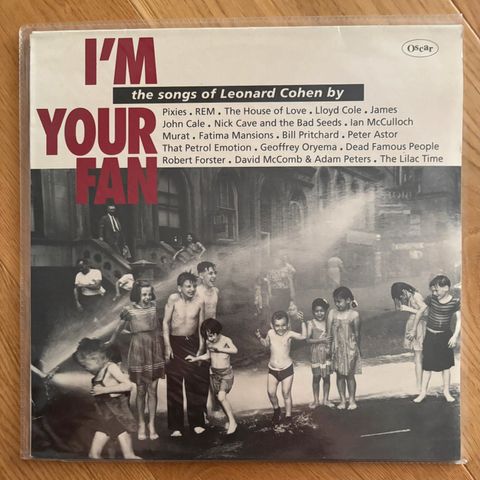 I'M
YOUR
FAN
Oscar
the songs of Leonard Cohen by
Pixies . REM . The House of Love . Lloyd Cole . James
John Cale . Nick Cave and the Bad Seeds . Ian McCulloch
Murat . Fatima Mansions . Bill Pritchard . Peter Astor
That Petrol Emotion . Geoffrey Oryema . Dead Famous People
Robert Forster . David McComb & Adam Peters . The Lilac Time